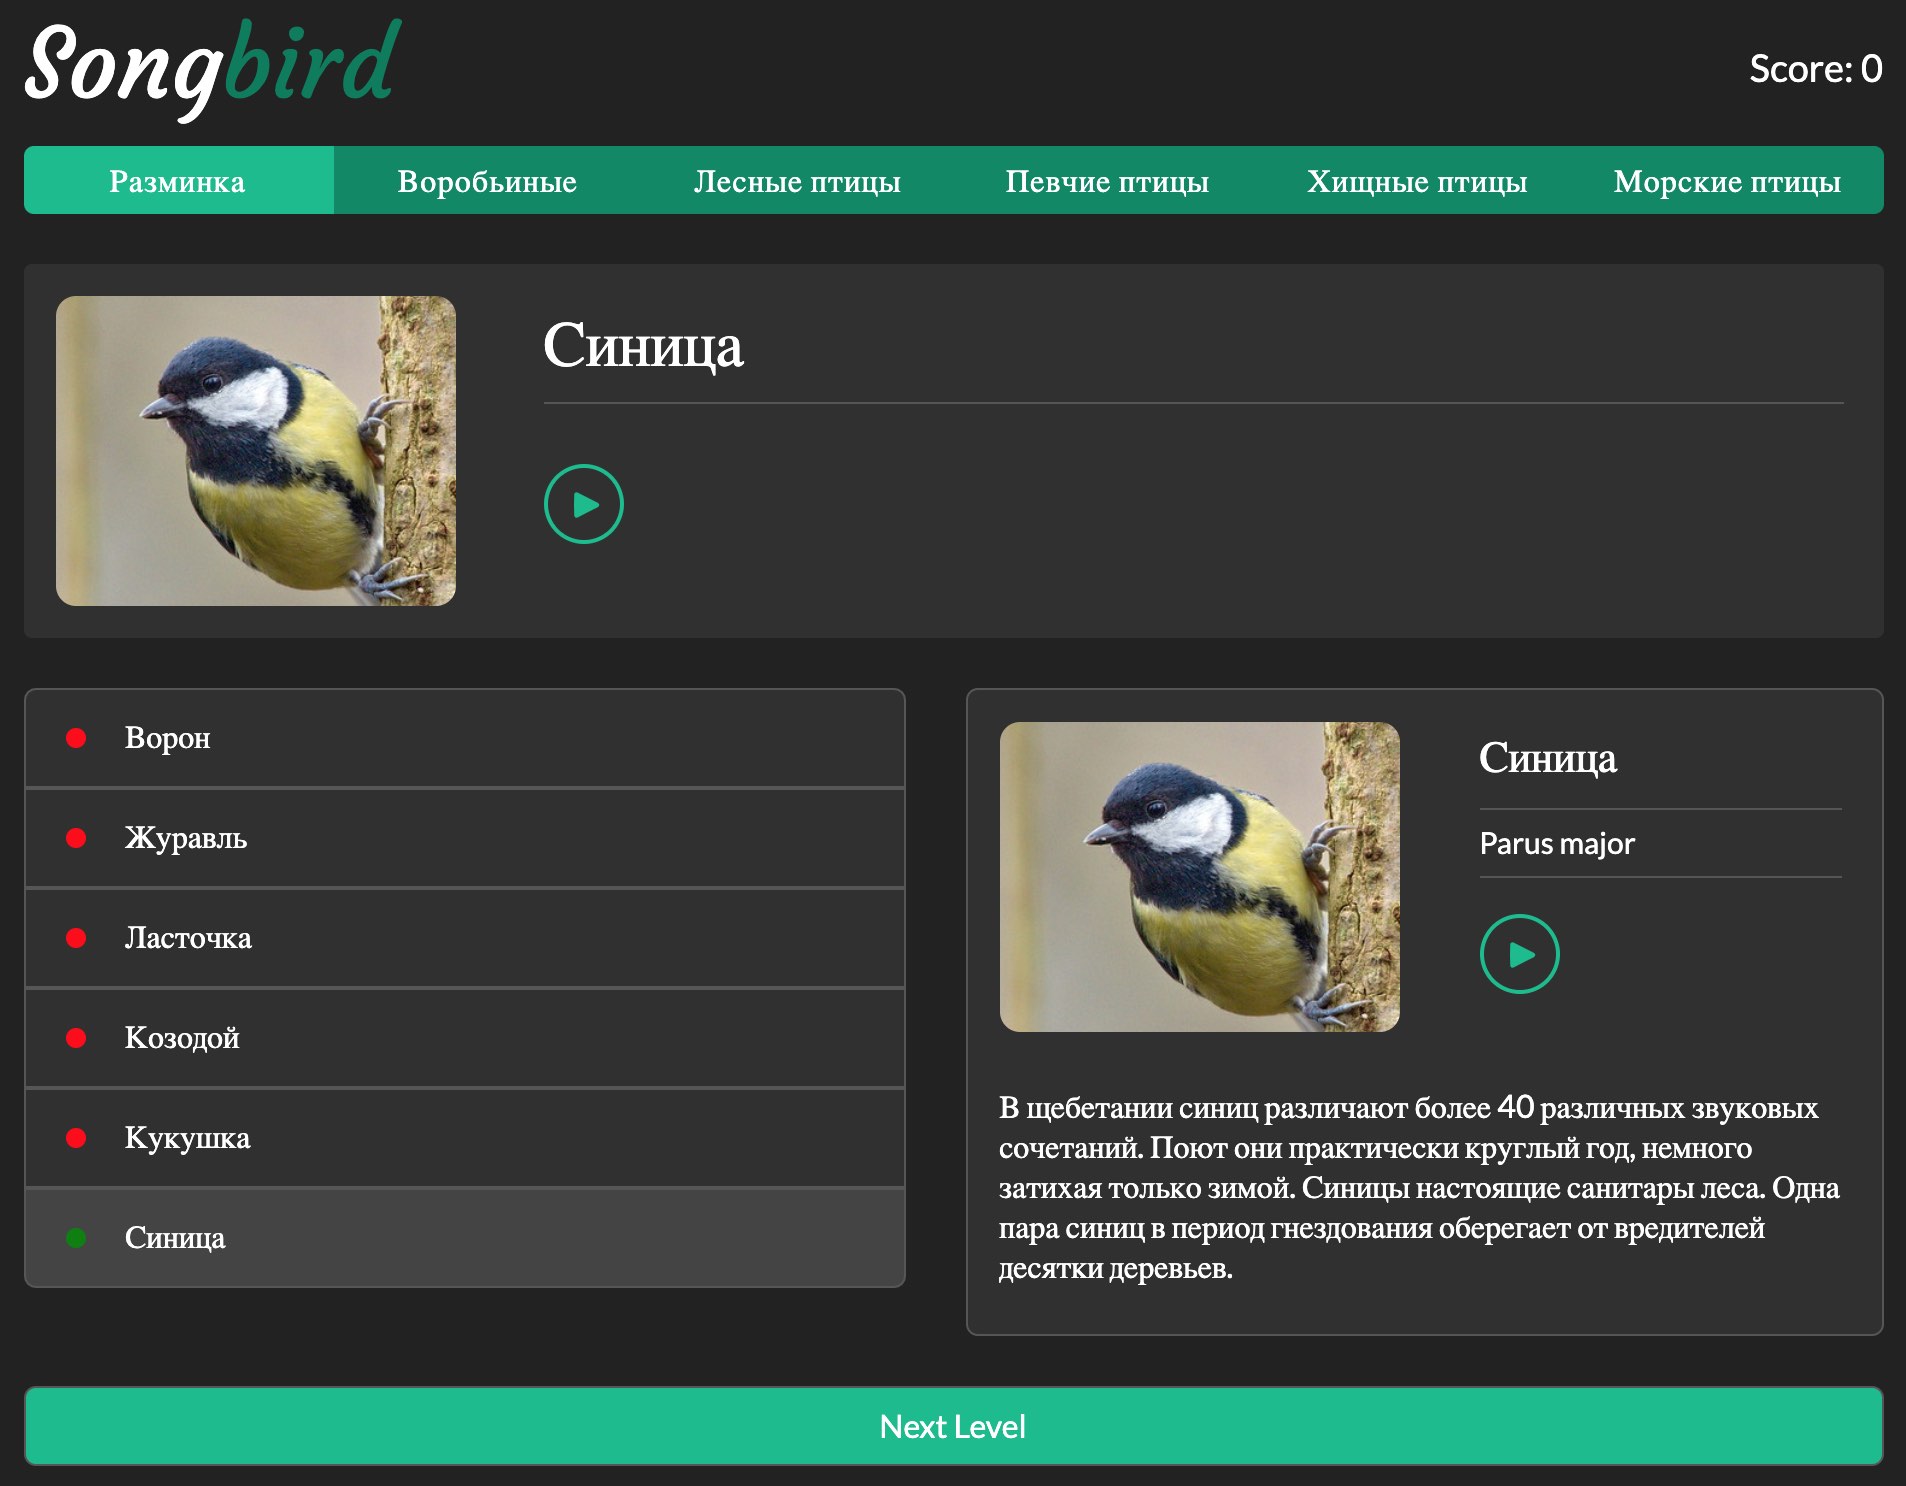 Songbird
Score: 0
Разминка
Воробьиные
Лесные птицы
Певчие птицы
Хищные птицы
Морские птицы
Синица
Ворон
Журавль
Ласточка
Козодой
Кукушка
Синица
Синица
Parus major
В щебетании синиц различают более 40 различных звуковых
сочетаний. Поют они практически круглый год, немного
затихая только зимой. Синицы настоящие санитары леса. Одна
пара синиц в период гнездования оберегает от вредителей
десятки деревьев.
Next Level